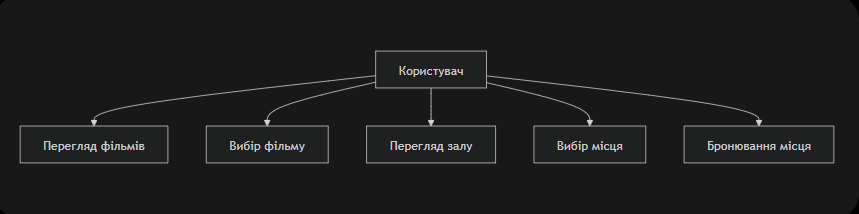 Користувач
Перегляд фільмів
Вибір фільму
Перегляд залу
Вибір місця
Бронювання місця